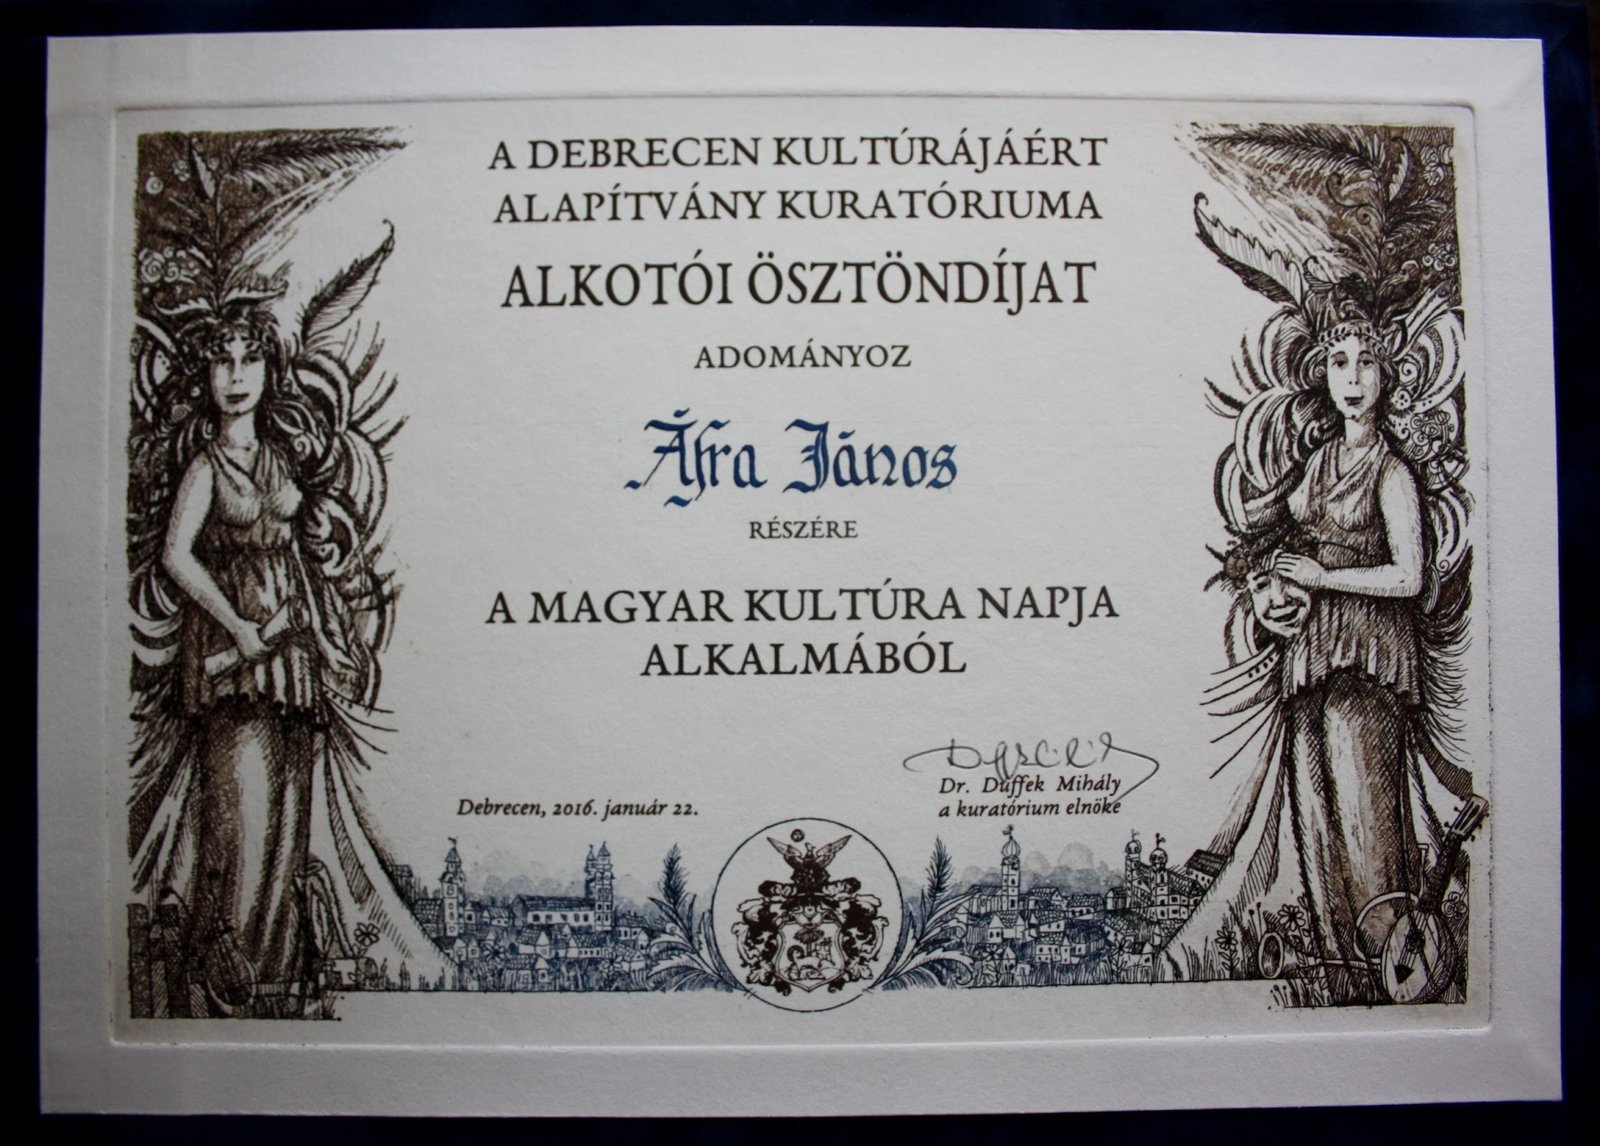 A DEBRECEN KULTÚRÁJÁÉRT
ALAPÍTVÁNY KURATÓRIUMA
ALKOTÓI ÖSZTÖNDÍJAT
ADOMÁNYOZ
Áfra János
RÉSZÉRE
A MAGYAR KULTÚRA NAPJA
ALKALMÁBÓL
Debrecen, 2016. január 22.
Dr. Duffek Mihály
a kuratórium elnöke